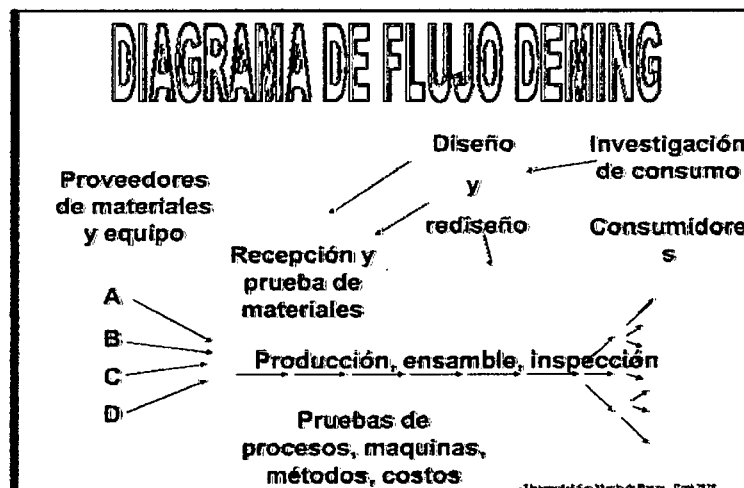 DIAGRAMA DE FLUJO DEMING
Diseño
y
rediseño
Investigación
de consumo
Proveedores
de materiales
y equipo
Consumidore
s
Recepción y
prueba de
materiales
A
B
C
D
Producción, ensamble, inspección
Pruebas de
procesos, maquinas,
métodos, costos